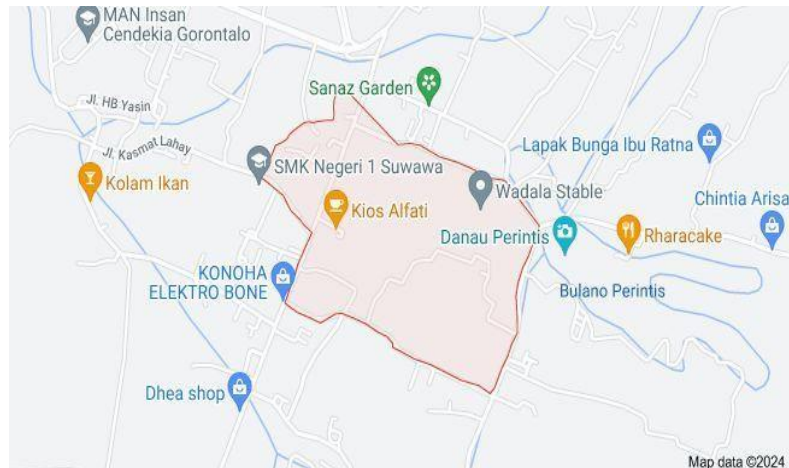 MAN Insan
Cendekia Gorontalo
Sanaz Garden
Jl. HB Yasin
Jl. Kasmat Lahay
Lapak Bunga Ibu Ratna
SMK Negeri 1 Suwawa
Kolam Ikan
Wadala Stable
Chintia Arisa
Kios Alfati
Danau Perintis
Rharacake
KONOHA
ELEKTRO BONE
Bulano Perintis
Dhea shop
Map data ©2024